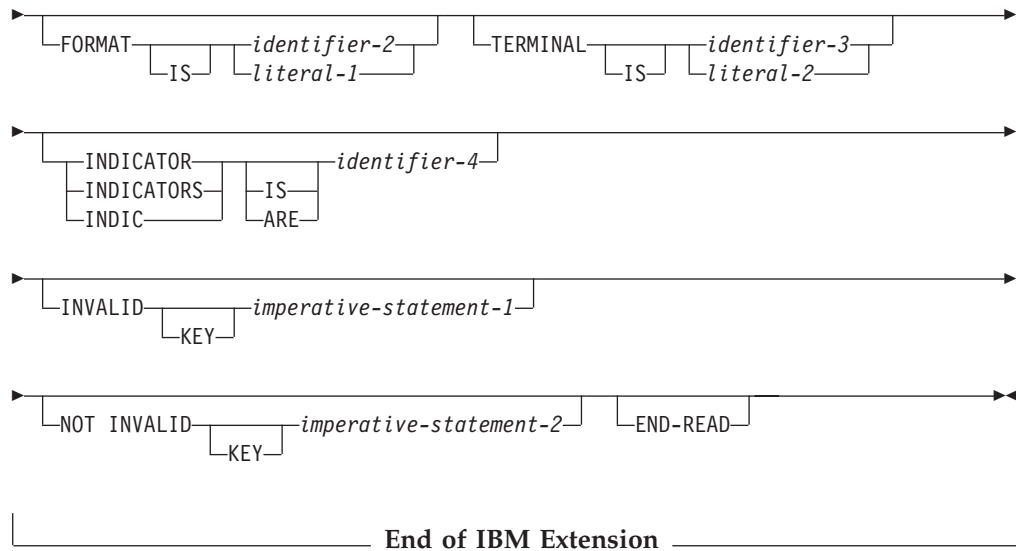 FORMAT IS identifier-2 TERMINAL IS identifier-3
literal-1 literal-2
INDICATOR IS identifier-4
INDICATORS ARE
INDIC
INVALID KEY imperative-statement-1
NOT INVALID KEY imperative-statement-2 END-READ
End of IBM Extension